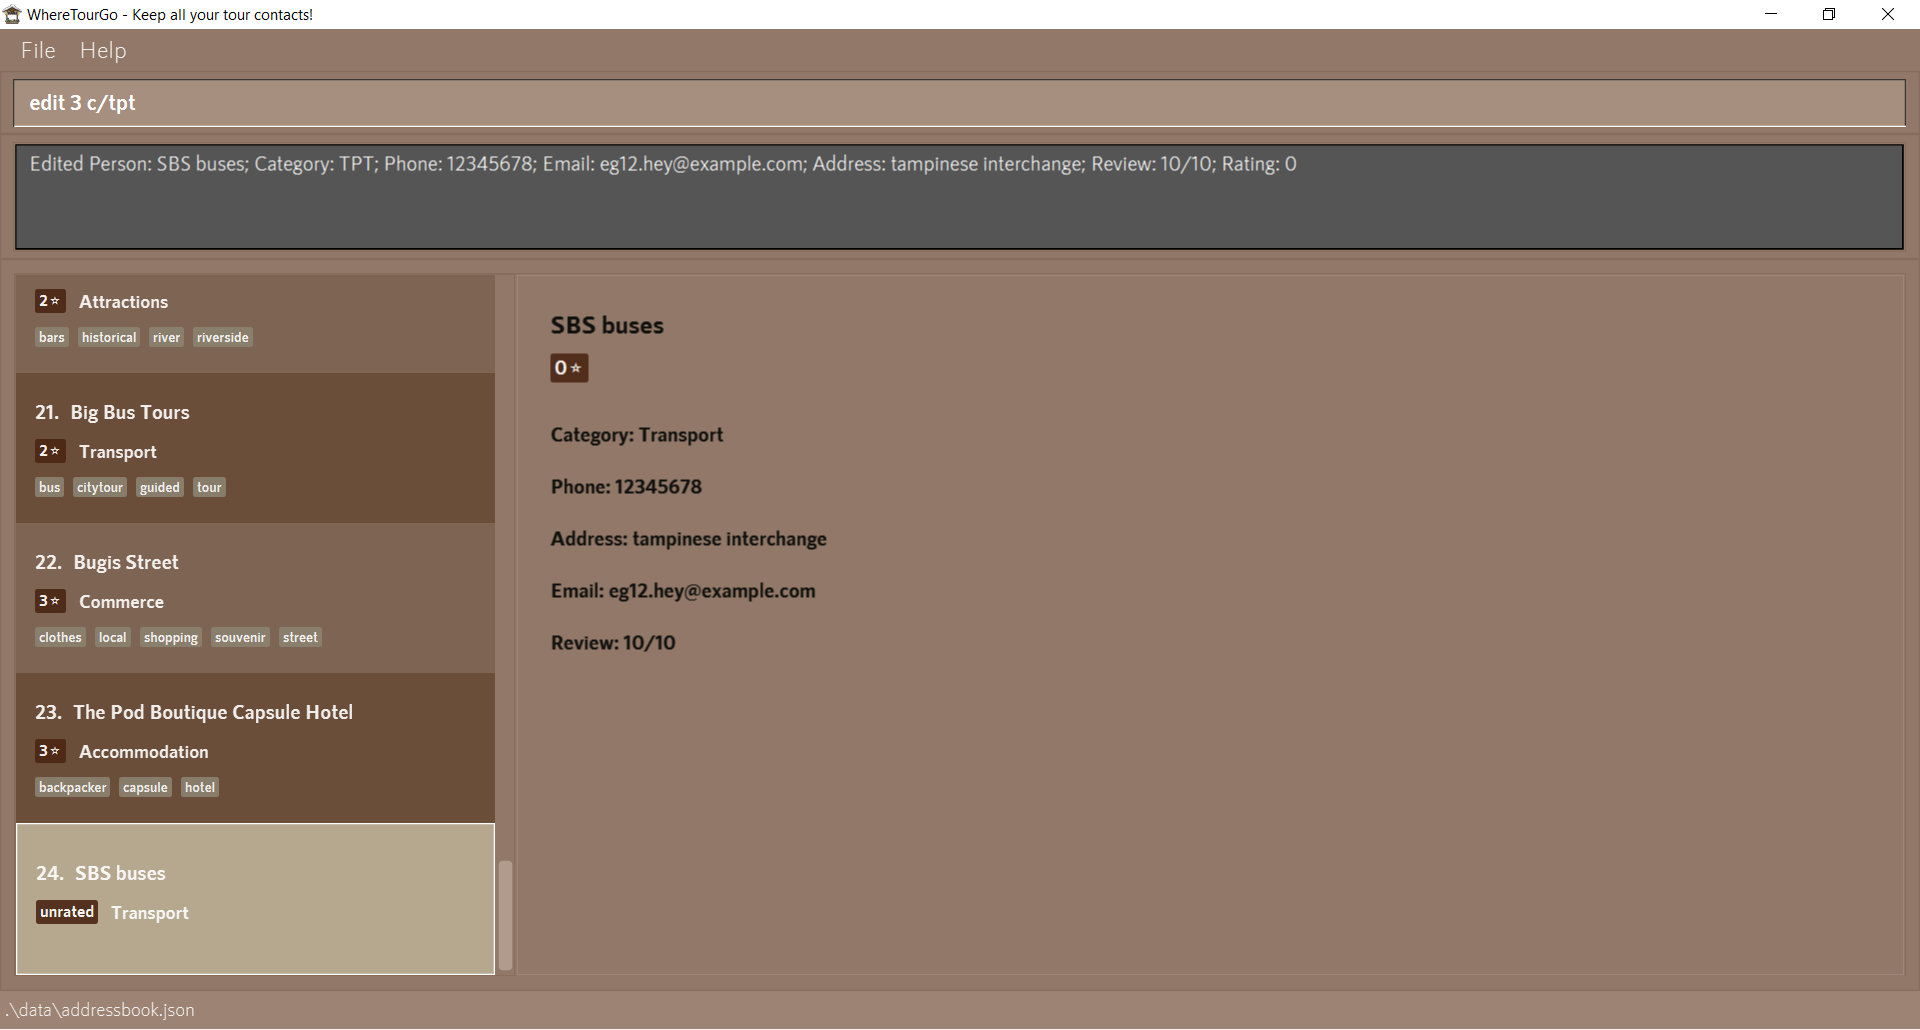 WhereTourGo - Keep all your tour contacts!
File Help
edit 3 c/tpt
Edited Person: SBS buses; Category: TPT; Phone: 12345678; Email: eg12.hey@example.com; Address: tampinese interchange; Review: 10/10; Rating: 0
2☆ Attractions
bars historical river riverside
21. Big Bus Tours
2☆ Transport
bus citytour guided tour
22. Bugis Street
3☆ Commerce
clothes local shopping souvenir street
23. The Pod Boutique Capsule Hotel
3☆ Accommodation
backpacker capsule hotel
24. SBS buses
unrated Transport
SBS buses
0☆
Category: Transport
Phone: 12345678
Address: tampinese interchange
Email: eg12.hey@example.com
Review: 10/10
.\data\addressbook.json